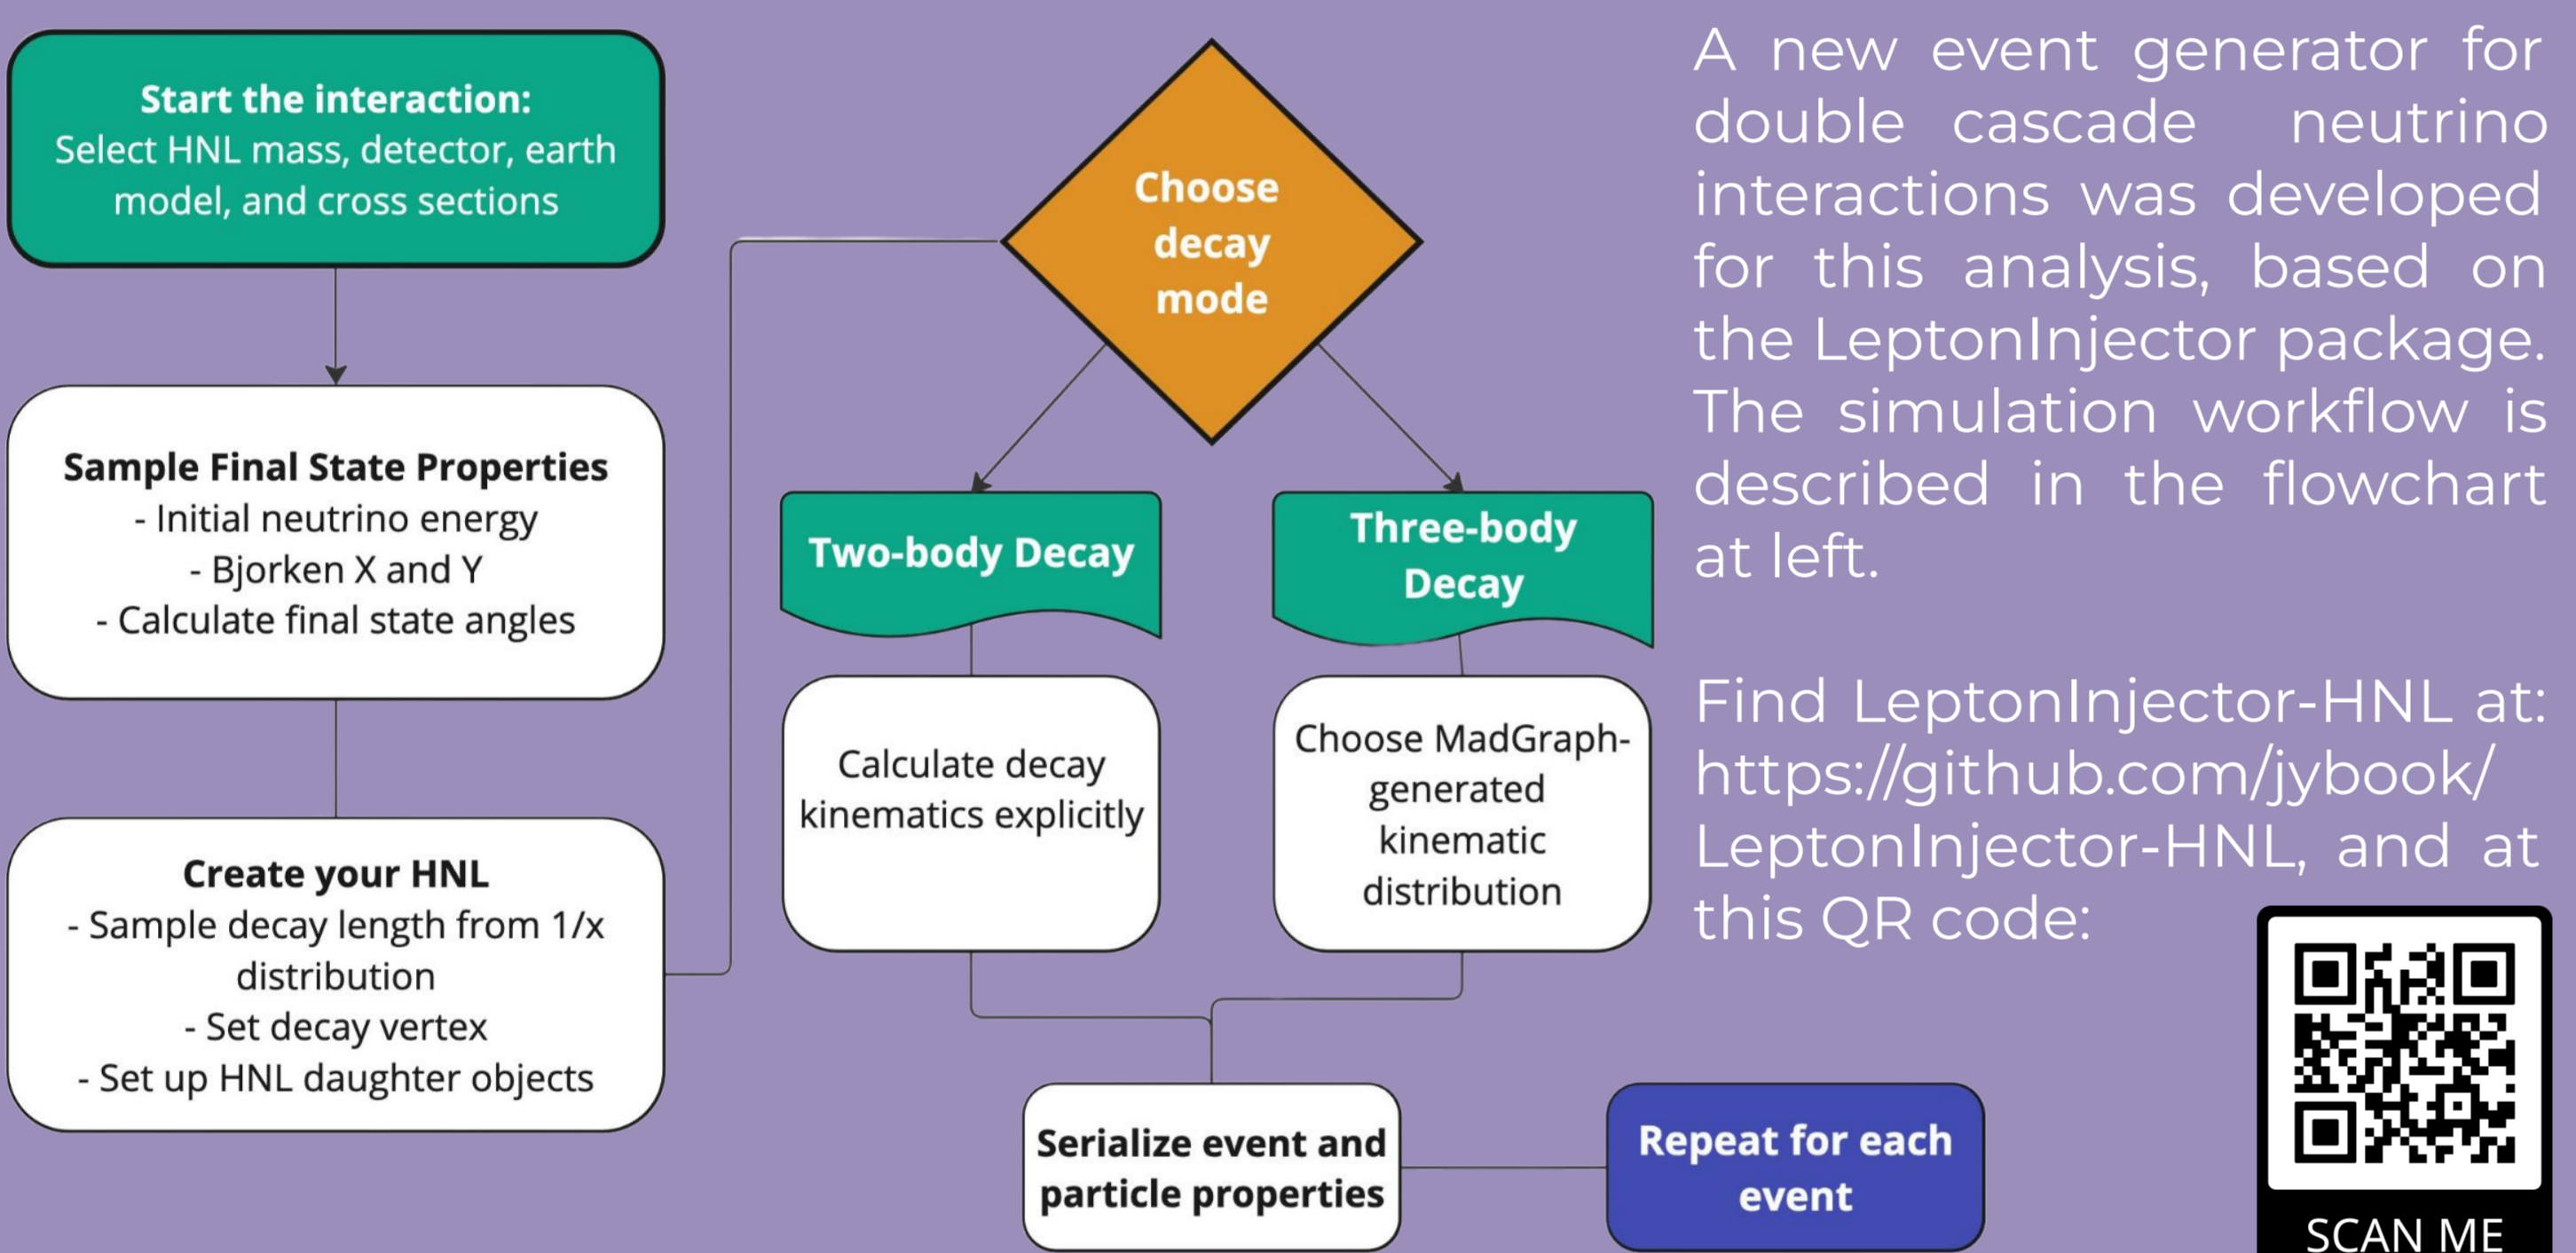 Start the interaction:
Select HNL mass, detector, earth
model, and cross sections
Sample Final State Properties
- Initial neutrino energy
- Bjorken X and Y
- Calculate final state angles
Create your HNL
- Sample decay length from 1/x
distribution
- Set decay vertex
- Set up HNL daughter objects
Choose
decay
mode
Two-body Decay
Three-body
Decay
Calculate decay
kinematics explicitly
Choose MadGraph-
generated
kinematic
distribution
Serialize event and
particle properties
Repeat for each
event
A new event generator for
double cascade neutrino
interactions was developed
for this analysis, based on
the LeptonInjector package.
The simulation workflow is
described in the flowchart
at left.
Find LeptonInjector-HNL at:
https://github.com/jybook/
LeptonInjector-HNL, and at
this QR code:
SCAN ME